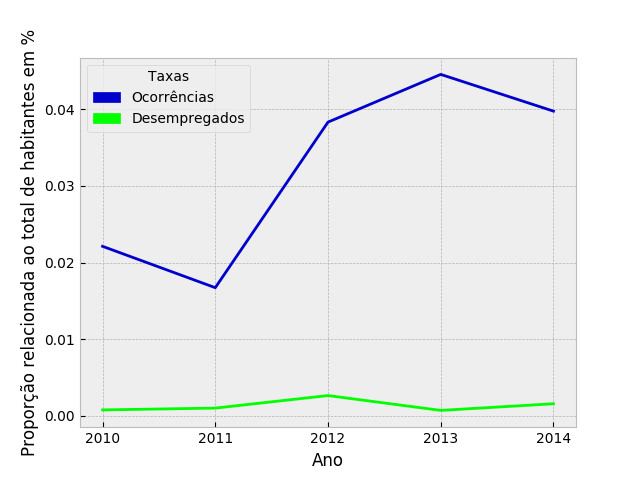 Proporção relacionada ao total de habitantes em %
Taxas
Ocorrências
Desempregados
0.04
0.03
0.02
0.01
0.00
2010 2011 2012 2013 2014
Ano